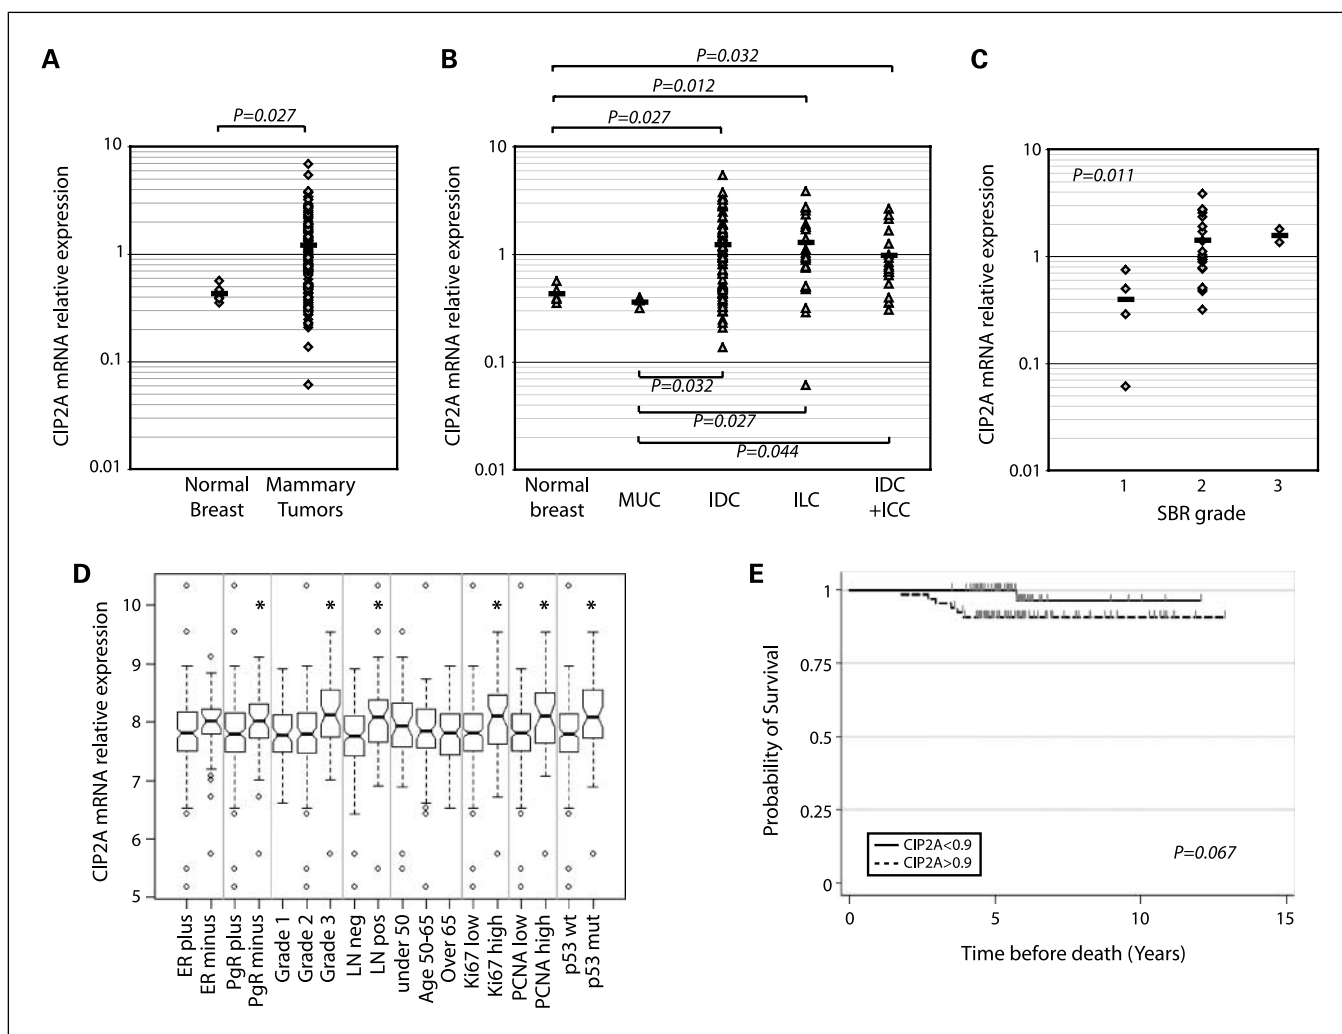 A
P=0.027
CIP2A mRNA relative expression
10
1
0.1
0.01
Normal Breast
Mammary Tumors
B
P=0.032
P=0.012
P=0.027
CIP2A mRNA relative expression
10
1
0.1
0.01
P=0.032
P=0.027
P=0.044
Normal breast
MUC
IDC
ILC
IDC +ICC
C
P=0.011
CIP2A mRNA relative expression
10
1
0.1
0.01
1 2 3
SBR grade
D
CIP2A mRNA relative expression
10
9
8
7
6
5
* * * * * *
ER plus
ER minus
PgR plus
PgR minus
Grade 1
Grade 2
Grade 3
LN neg
LN pos
under 50
Age 50-65
Over 65
Ki67 low
Ki67 high
PCNA low
PCNA high
p53 wt
p53 mut
E
Probability of Survival
1
0.75
0.5
0.25
0
CIP2A<0.9
CIP2A>0.9
P=0.067
0 5 10 15
Time before death (Years)